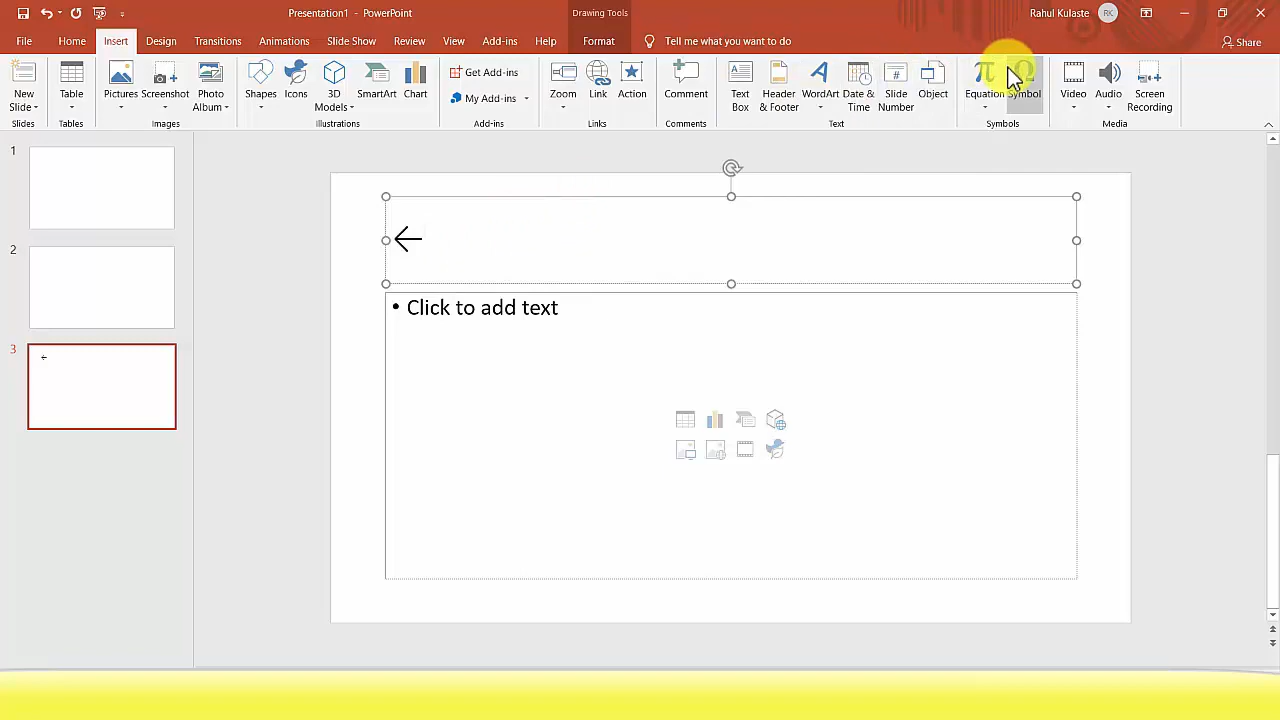 Presentation1 - PowerPoint
Drawing Tools
Rahul Kulaste
RK
File
Home
Insert
Design
Transitions
Animations
Slide Show
Review
View
Add-ins
Help
Format
Tell me what you want to do
Share
New
Slide
Table
Pictures
Screenshot
Photo
Album
Shapes
Icons
3D
Models
SmartArt
Chart
Get Add-ins
My Add-ins
Zoom
Link
Action
Comment
Text
Box
Header
& Footer
WordArt
Date &
Time
Slide
Number
Object
π
Equation
Ω
Symbol
Video
Audio
Screen
Recording
Slides
Tables
Images
Illustrations
Add-ins
Links
Comments
Text
Symbols
Media
1
2
3
←
←
• Click to add text